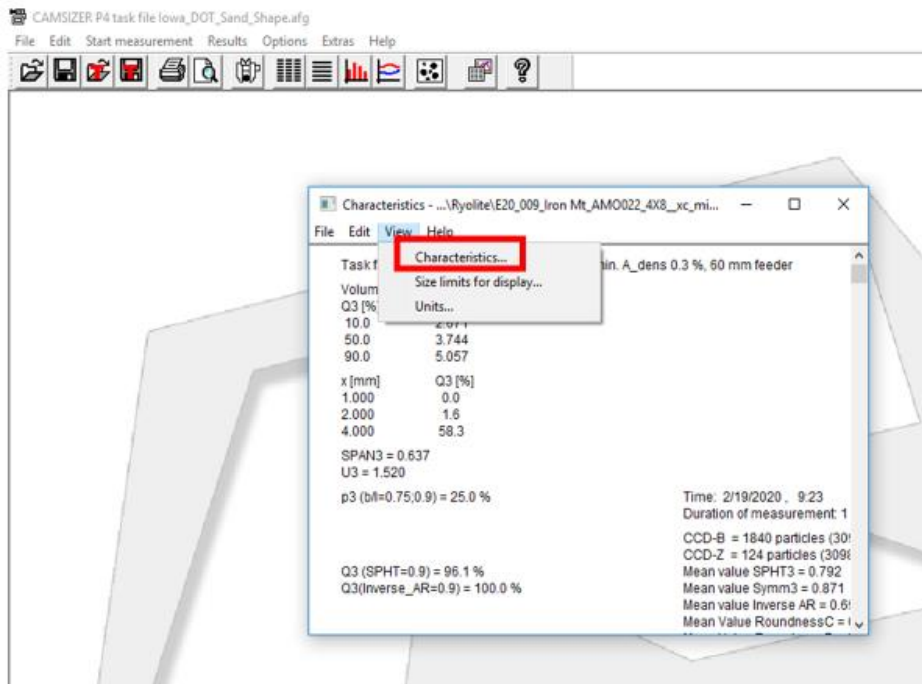 CAMSIZER P4 task file Iowa_DOT_Sand_Shape.afg
File Edit Start measurement Results Options Extras Help
Characteristics - ...\Ryolite\E20_009_Iron Mt_AMO022_4X8__xc_mi...
File Edit View Help
Characteristics...
Size limits for display...
Units...
Task f
in. A_dens 0.3 %, 60 mm feeder
Volum
Q3 [%
10.0
50.0 3.744
90.0 5.057
x [mm] Q3 [%]
1.000 0.0
2.000 1.6
4.000 58.3
SPAN3 = 0.637
U3 = 1.520
p3 (b/l=0.75;0.9) = 25.0 %
Time: 2/19/2020 , 9:23
Duration of measurement: 1
CCD-B = 1840 particles (30
CCD-Z = 124 particles (309
Q3 (SPHT=0.9) = 96.1 %
Mean value SPHT3 = 0.792
Q3(Inverse_AR=0.9) = 100.0 %
Mean value Symm3 = 0.871
Mean value Inverse AR = 0.6
Mean Value RoundnessC =